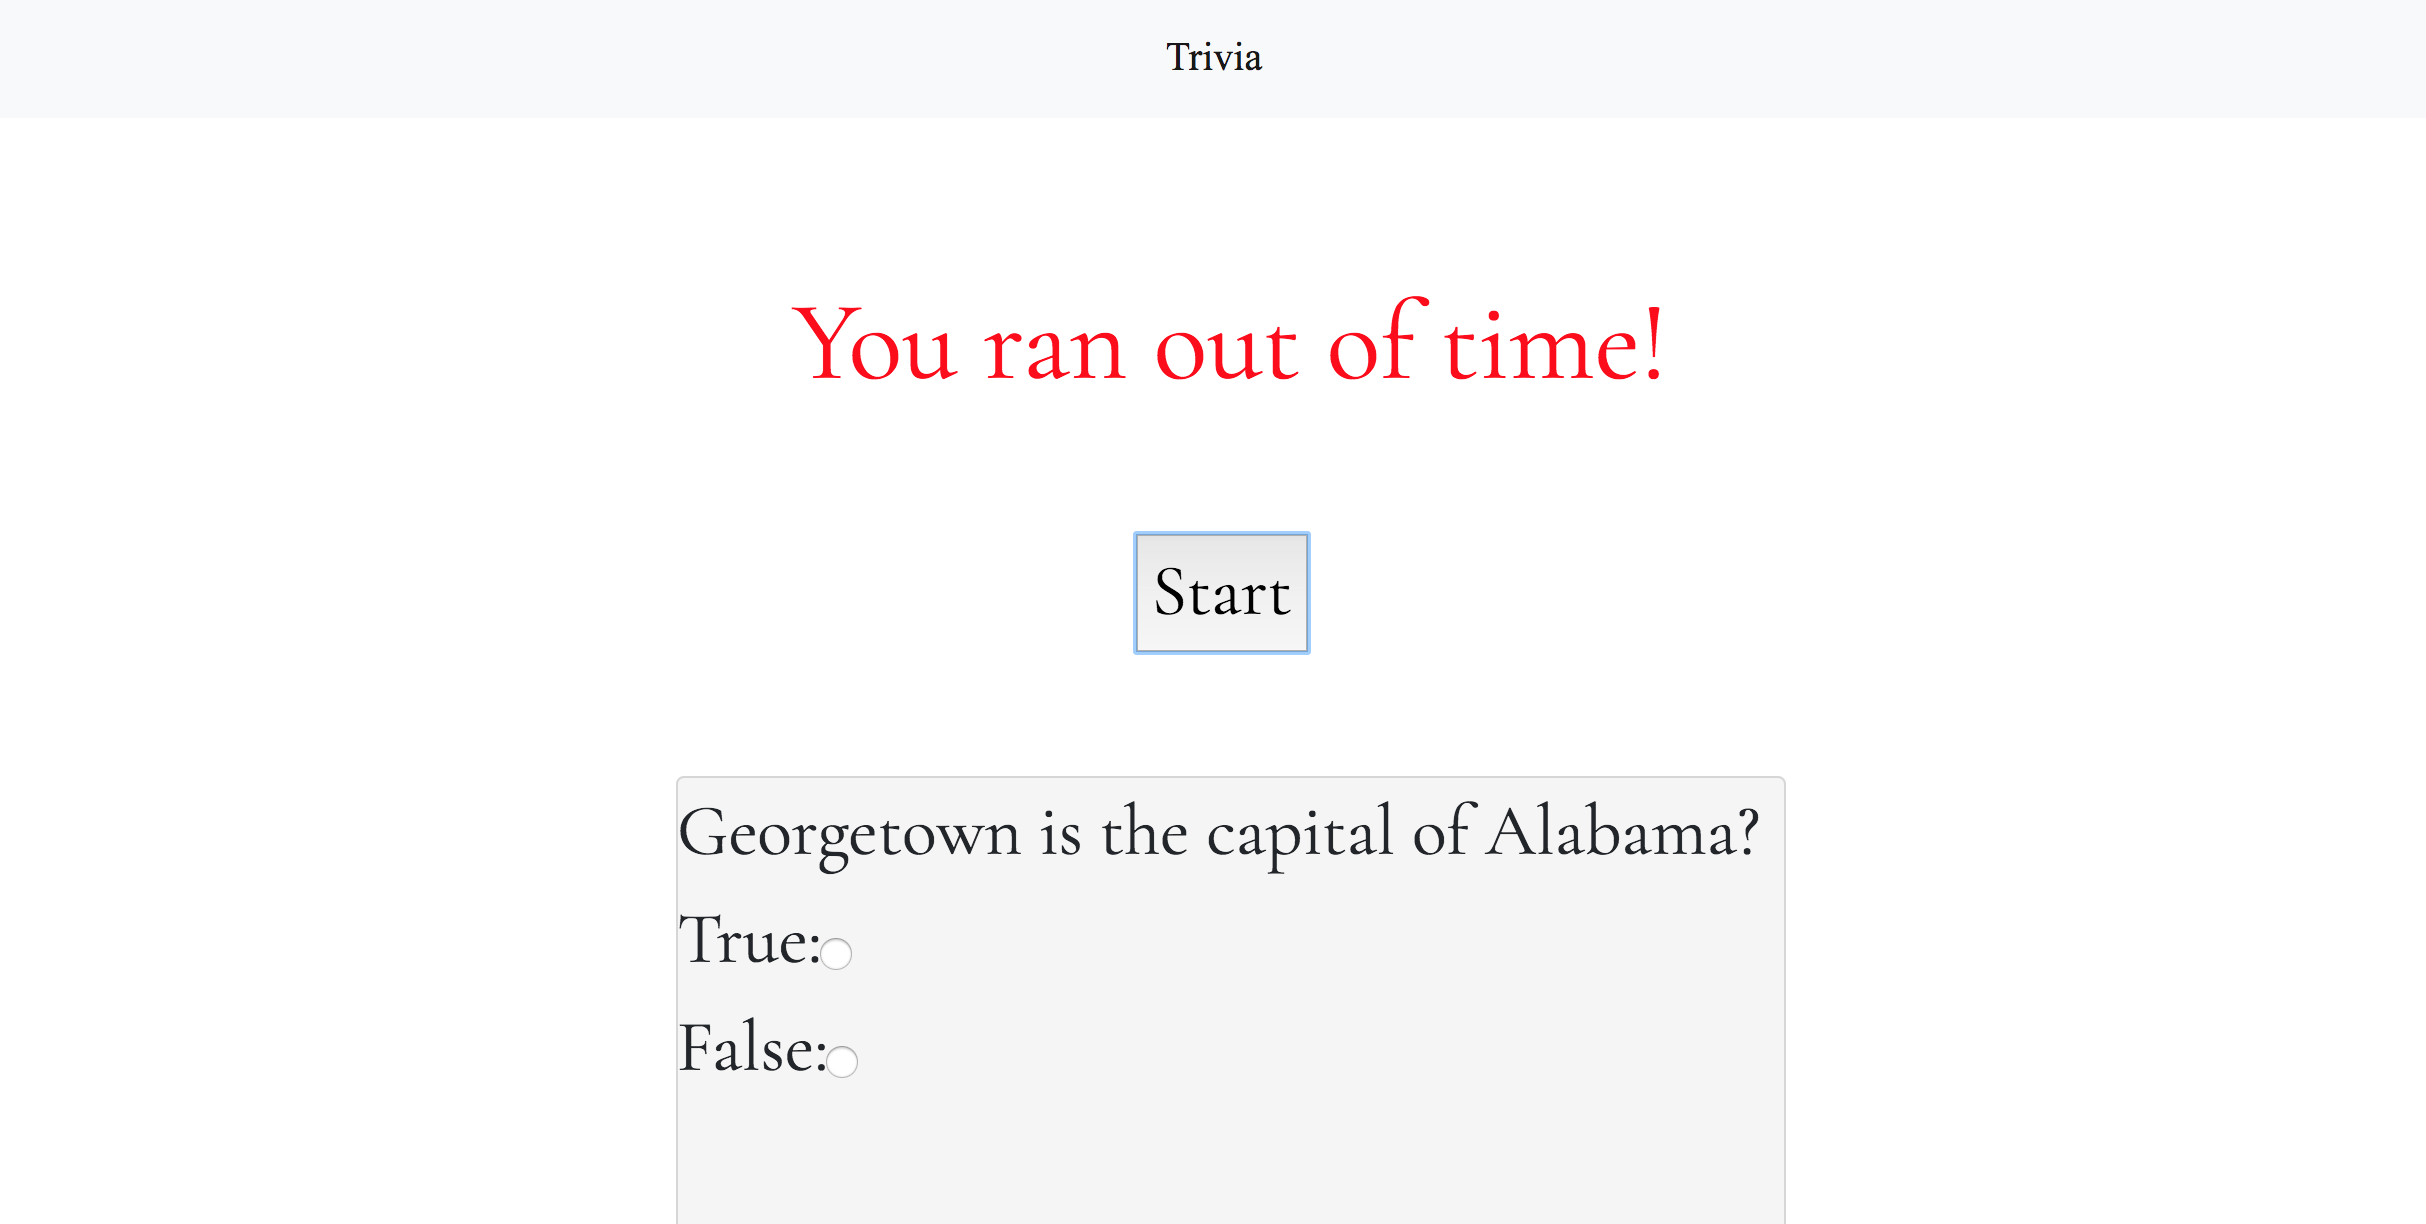 Trivia
You ran out of time!
Start
Georgetown is the capital of Alabama?
True:
False: